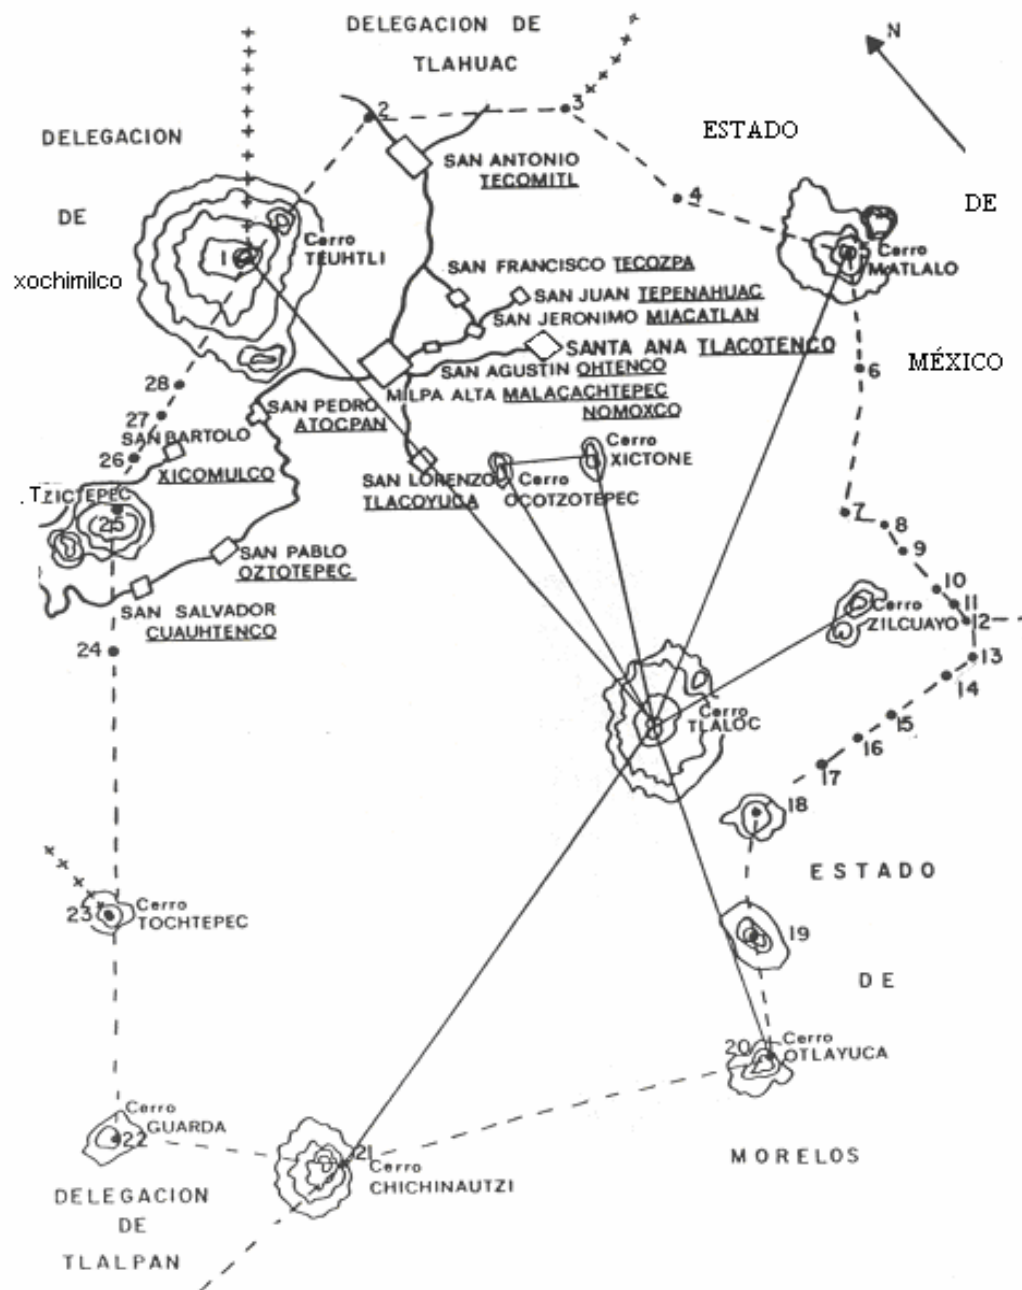 DELEGACION DE
TLAHUAC
N
DELEGACION
DE
xochimilco
ESTADO
DE
MÉXICO
2
3
4
SAN ANTONIO
TECOMITL
1
Cerro
TEUHTLI
Cerro
MATLALO
SAN FRANCISCO TECOZPA
SAN JUAN TEPENAHUAC
SAN JERONIMO MIACATLAN
SANTA ANA TLACOTENCO
SAN AGUSTIN OHTENCO
MILPA ALTA MALACACHTEPEC
NOMOXCO
6
28
27
26
SAN PEDRO
ATOCPAN
SAN BARTOLO
XICOMULCO
SAN LORENZO
TLACOYUCA
Cerro
OCOTZOTEPEC
Cerro
XICTONE
.TZICTEPEC
25
7
8
9
10
11
12
13
14
15
16
17
18
SAN PABLO
OZTOTEPEC
SAN SALVADOR
CUAUHTENCO
24
Cerro
ZILCUAYO
Cerro
TLALOC
ESTADO
DE
MORELOS
23
Cerro
TOCHTEPEC
19
20
Cerro
OTLAYUCA
Cerro
GUARDA
22
21
Cerro
CHICHINAUTZI
DELEGACION
DE
TLALPAN